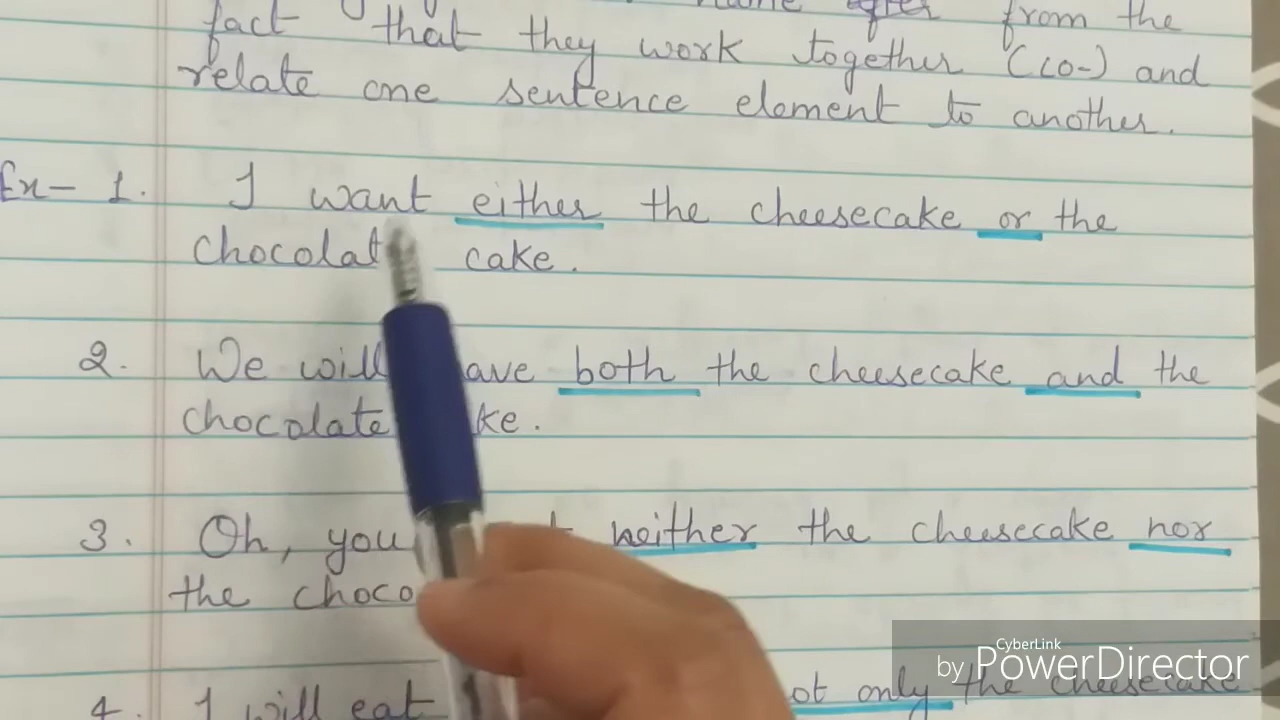 from the
fact that they work together (co-) and
relate one sentence element to another.
Ex- 1. I want either the cheesecake or the
chocolat cake.
2. We will ave both the cheesecake and the
chocolate ke.
3. Oh, you neither the cheesecake nor
the choco
4. I will eat ot only the cheesecake
CyberLink
by PowerDirector